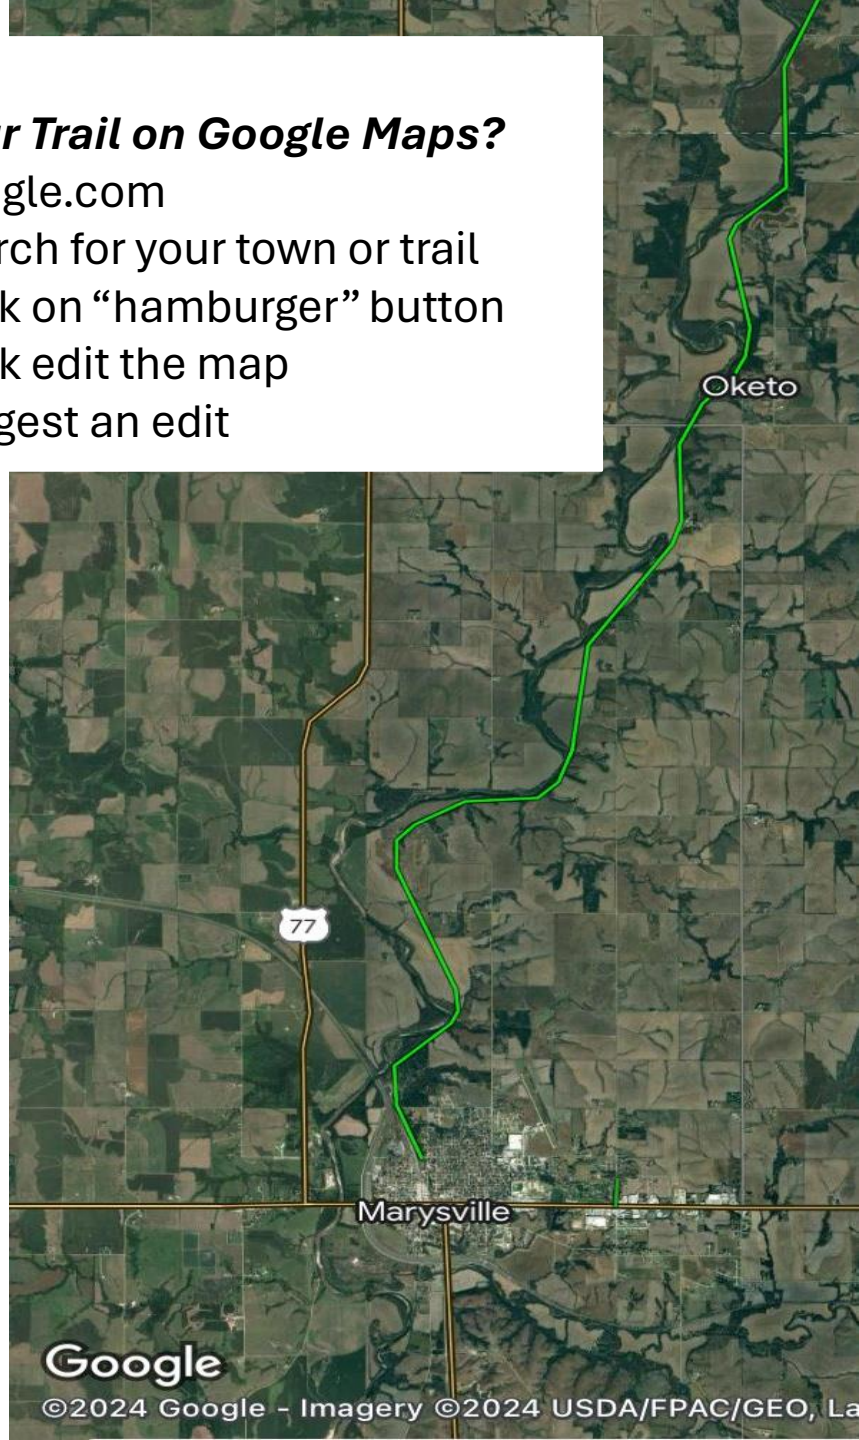 r Trail on Google Maps?
gle.com
rch for your town or trail
k on “hamburger” button
k edit the map
gest an edit
Oketo
77
Marysville
Google
©2024 Google - Imagery ©2024 USDA/FPAC/GEO, La